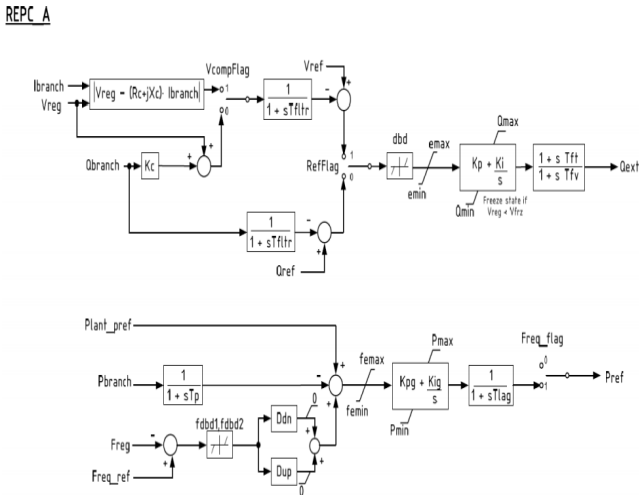 REPC_A
VcompFlag
Vref
Ibranch
Vreg
|Vreg - (Rc+jXc)· Ibranch|
1
0
1
1 + sTfltr
-
+
+
+
Qbranch
Kc
RefFlag
1
0
dbd
emax
emin
Qmax
Kp + Ki
s
Qmin
Freeze state if
Vreg < Vfrz
1 + s Tft
1 + s Tfv
Qext
1
1 + sTfltr
-
+
Qref
Plant_pref
+
Pbranch
1
1 + sTp
-
+
femax
femin
Pmax
Kpg + Kig
s
Pmin
1
1 + sTlag
Freq_flag
0
1
Pref
fdbd1,fdbd2
Ddn
0
+
+
Dup
0
Freg
-
+
Freq_ref